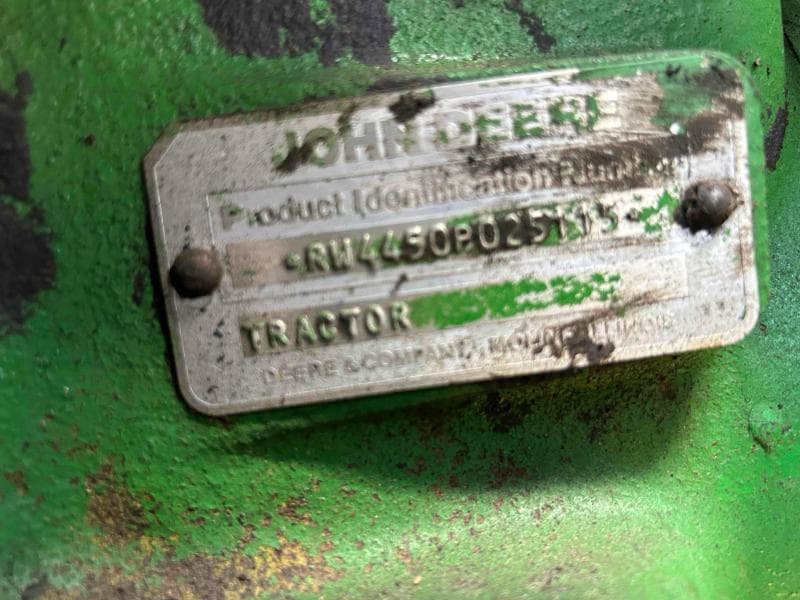 JOHN DEERE
Product Identification Number
*RW4450P025115*
TRACTOR
DEERE & COMPANY, MOLINE, ILLINOIS